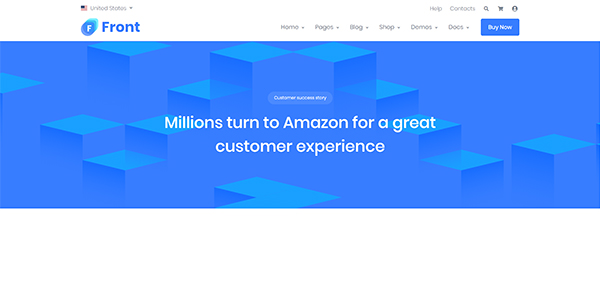 United States
Help Contacts
F Front
Home Pages Blog Shop Demos Docs Buy Now
Customer success story
Millions turn to Amazon for a great
customer experience